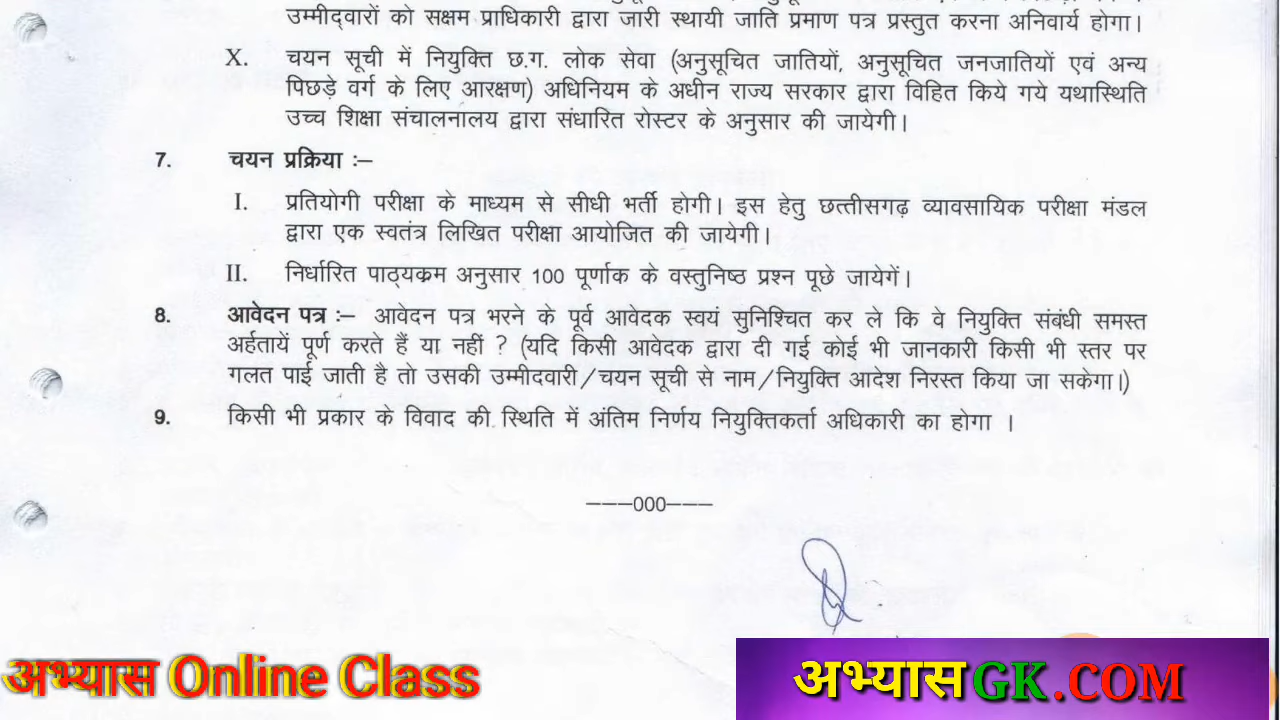 उम्मीद्वारों को सक्षम प्राधिकारी द्वारा जारी स्थायी जाति प्रमाण पत्र प्रस्तुत करना अनिवार्य होगा।
X. चयन सूची में नियुक्ति छ.ग. लोक सेवा (अनुसूचित जातियों, अनुसूचित जनजातियों एवं अन्य
पिछड़े वर्ग के लिए आरक्षण) अधिनियम के अधीन राज्य सरकार द्वारा विहित किये गये यथास्थिति
उच्च शिक्षा संचालनालय द्वारा संधारित रोस्टर के अनुसार की जायेगी।
7. चयन प्रक्रिया :–
I. प्रतियोगी परीक्षा के माध्यम से सीधी भर्ती होगी। इस हेतु छत्तीसगढ़ व्यावसायिक परीक्षा मंडल
द्वारा एक स्वतंत्र लिखित परीक्षा आयोजित की जायेगी।
II. निर्धारित पाठ्यकम अनुसार 100 पूर्णाक के वस्तुनिष्ठ प्रश्न पूछे जायेगें।
8. आवेदन पत्र :– आवेदन पत्र भरने के पूर्व आवेदक स्वयं सुनिश्चित कर ले कि वे नियुक्ति संबंधी समस्त
अर्हतायें पूर्ण करते हैं या नहीं ? (यदि किसी आवेदक द्वारा दी गई कोई भी जानकारी किसी भी स्तर पर
गलत पाई जाती है तो उसकी उम्मीदवारी/चयन सूची से नाम/नियुक्ति आदेश निरस्त किया जा सकेगा।)
9. किसी भी प्रकार के विवाद की स्थिति में अंतिम निर्णय नियुक्तिकर्ता अधिकारी का होगा ।
–––000–––
अभ्यास Online Class
अभ्यास GK.COM